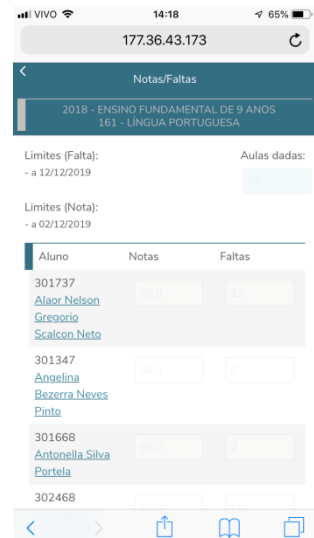 VIVO 14:18 65%
177.36.43.173
Notas/Faltas
2018 - ENSINO FUNDAMENTAL DE 9 ANOS
161 - LÍNGUA PORTUGUESA
Limites (Falta): Aulas dadas:
- a 12/12/2019
Limites (Nota):
- a 02/12/2019
Aluno Notas Faltas
301737
Alaor Nelson
Gregorio
Scalcon Neto
301347
Angelina
Bezerra Neves
Pinto
301668
Antonella Silva
Portela
302468